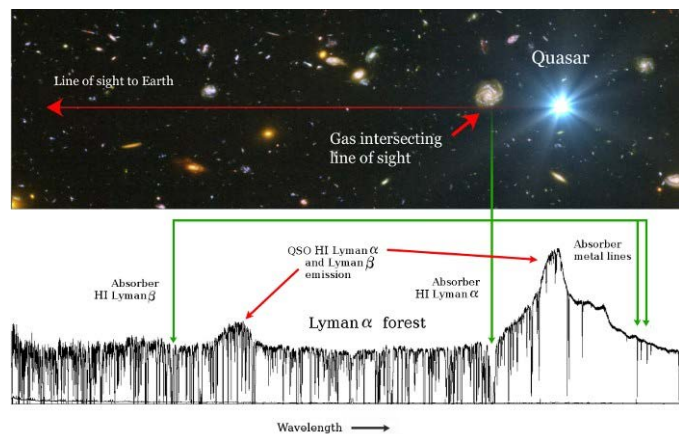 Quasar
Line of sight to Earth
Gas intersecting
line of sight
QSO HI Lyman α
and Lyman β
emission
Absorber
metal lines
Absorber
HI Lyman β
Absorber
HI Lyman α
Lyman α forest
Wavelength